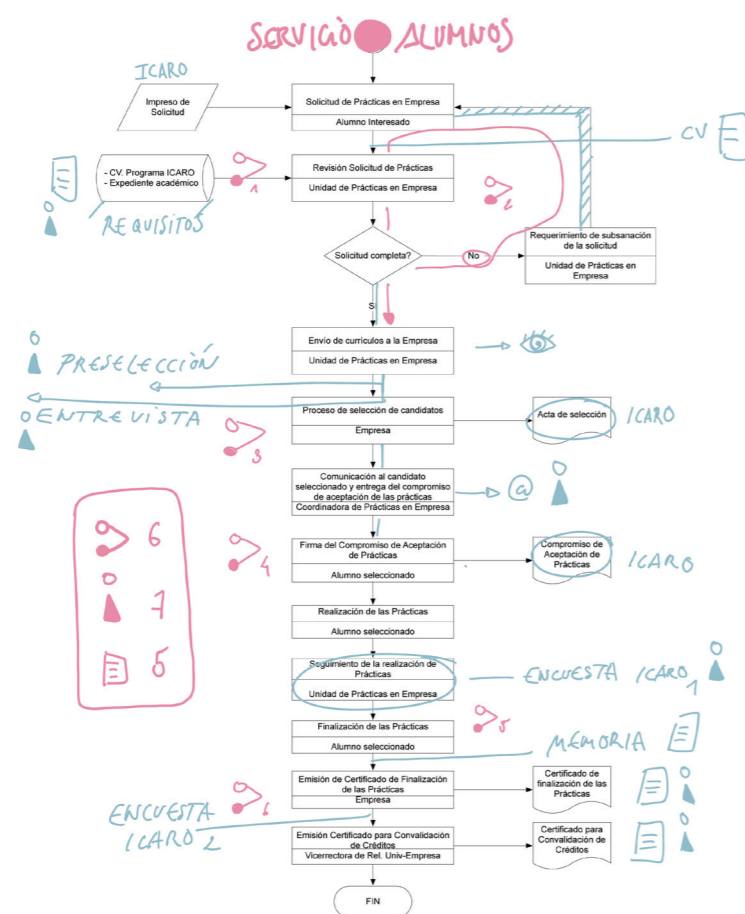 SERVICIO ALUMNOS
ICARO
Impreso de
Solicitud
Solicitud de Prácticas en Empresa
Alumno Interesado
CV
- CV. Programa ICARO
- Expediente académico
REQUISITOS
1
Revisión Solicitud de Prácticas
Unidad de Prácticas en Empresa
2
Solicitud completa?
No
Requerimiento de subsanación
de la solicitud
Unidad de Prácticas en
Empresa
Si
Envio de currículos a la Empresa
Unidad de Prácticas en Empresa
PRESELECCIÓN
ENTREVISTA
3
Proceso de selección de candidatos
Empresa
Acta de selección
ICARO
Comunicación al candidato
seleccionado y entrega del compromiso
de aceptación de las prácticas
Coordinadora de Prácticas en Empresa
@
6
7
5
4
Firma del Compromiso de Aceptación
de Prácticas
Alumno seleccionado
Compromiso de
Aceptación de
Prácticas
ICARO
Realización de las Prácticas
Alumno seleccionado
Seguimiento de la realización de
Prácticas
Unidad de Prácticas en Empresa
ENCUESTA ICARO 1
Finalización de las Prácticas
Alumno seleccionado
5
MEMORIA
Emisión de Certificado de Finalización
de las Prácticas
Empresa
Certificado de
finalización de las
Prácticas
ENCUESTA
ICARO 2
6
Emisión Certificado para Convalidación
de Créditos
Vicerrectora de Rel. Univ-Empresa
Certificado para
Convalidación de
Créditos
FIN